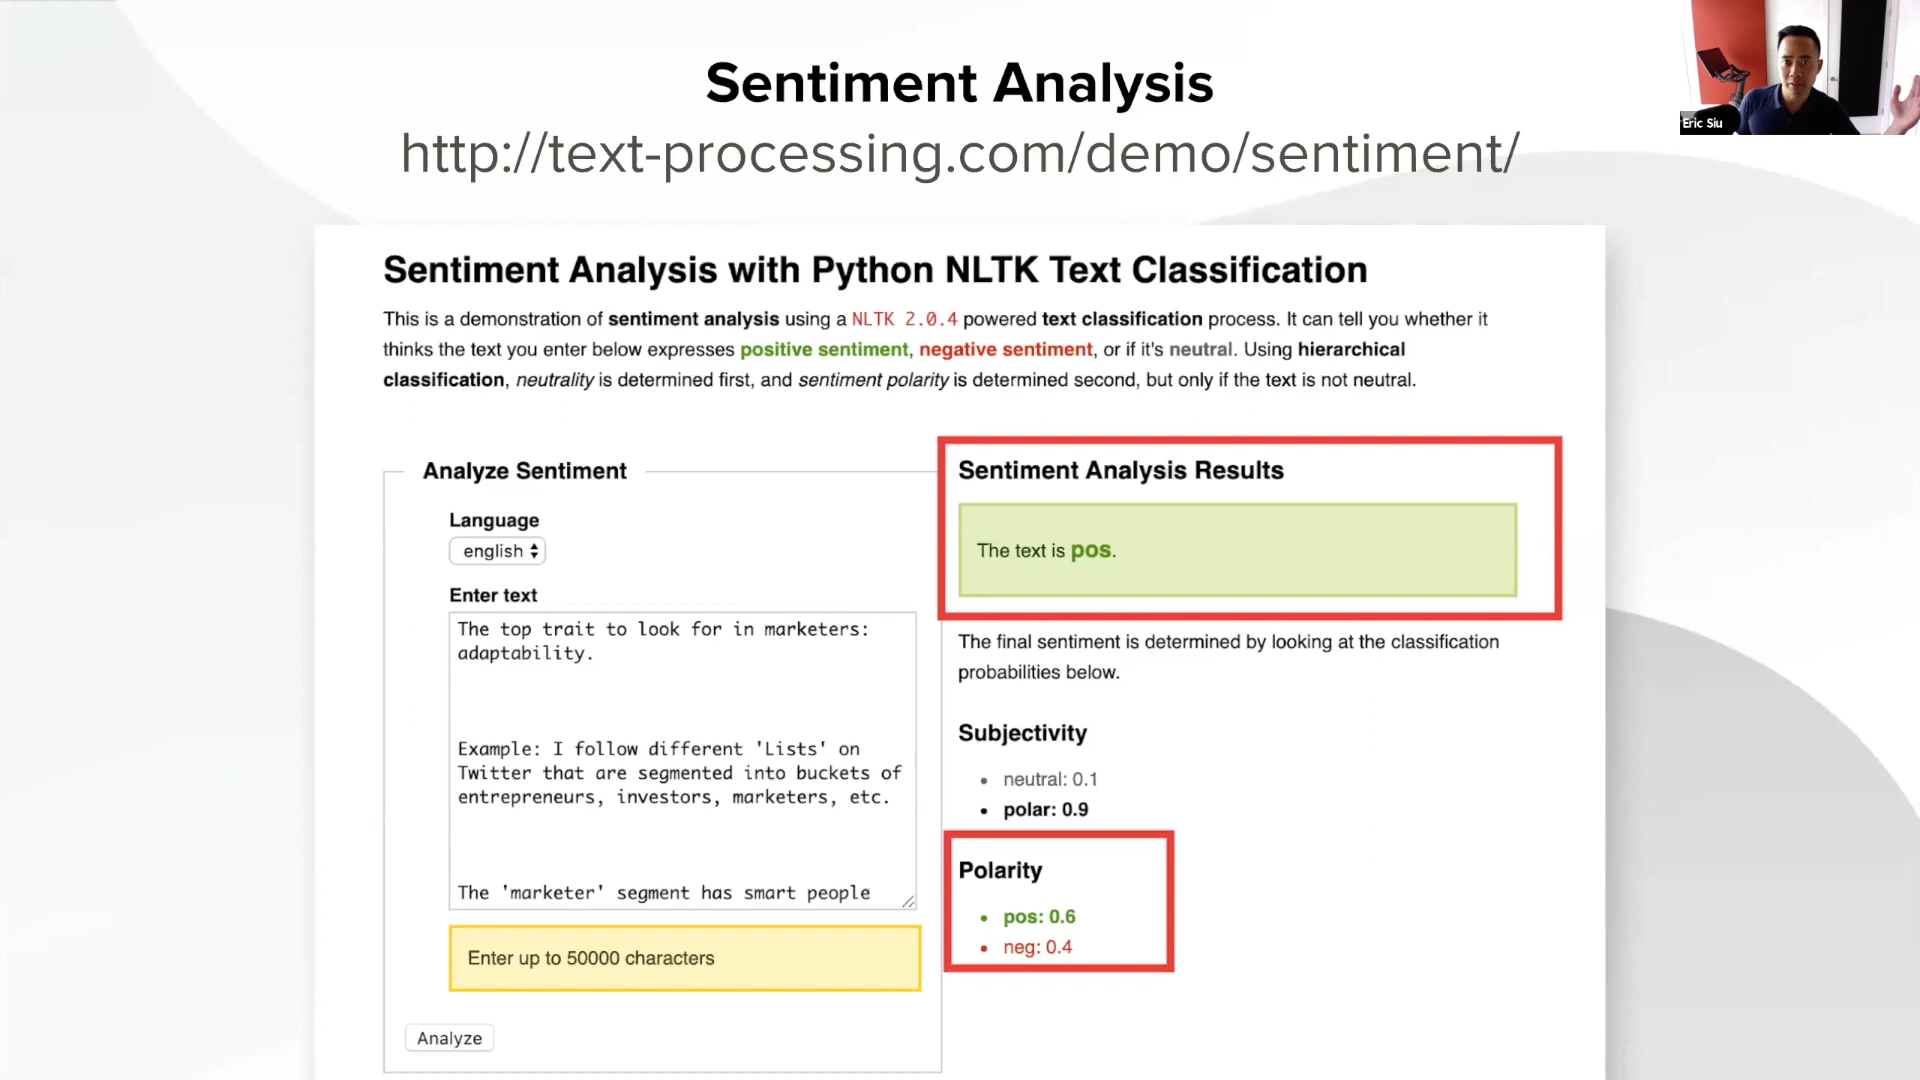 Sentiment Analysis
http://text-processing.com/demo/sentiment/
Eric Siu
Sentiment Analysis with Python NLTK Text Classification
This is a demonstration of sentiment analysis using a NLTK 2.0.4 powered text classification process. It can tell you whether it
thinks the text you enter below expresses positive sentiment, negative sentiment, or if it's neutral. Using hierarchical
classification, neutrality is determined first, and sentiment polarity is determined second, but only if the text is not neutral.
Analyze Sentiment
Language
english
Enter text
The top trait to look for in marketers:
adaptability.
Example: I follow different 'Lists' on
Twitter that are segmented into buckets of
entrepreneurs, investors, marketers, etc.
The 'marketer' segment has smart people
Enter up to 50000 characters
Analyze
Sentiment Analysis Results
The text is pos.
The final sentiment is determined by looking at the classification
probabilities below.
Subjectivity
• neutral: 0.1
• polar: 0.9
Polarity
• pos: 0.6
• neg: 0.4